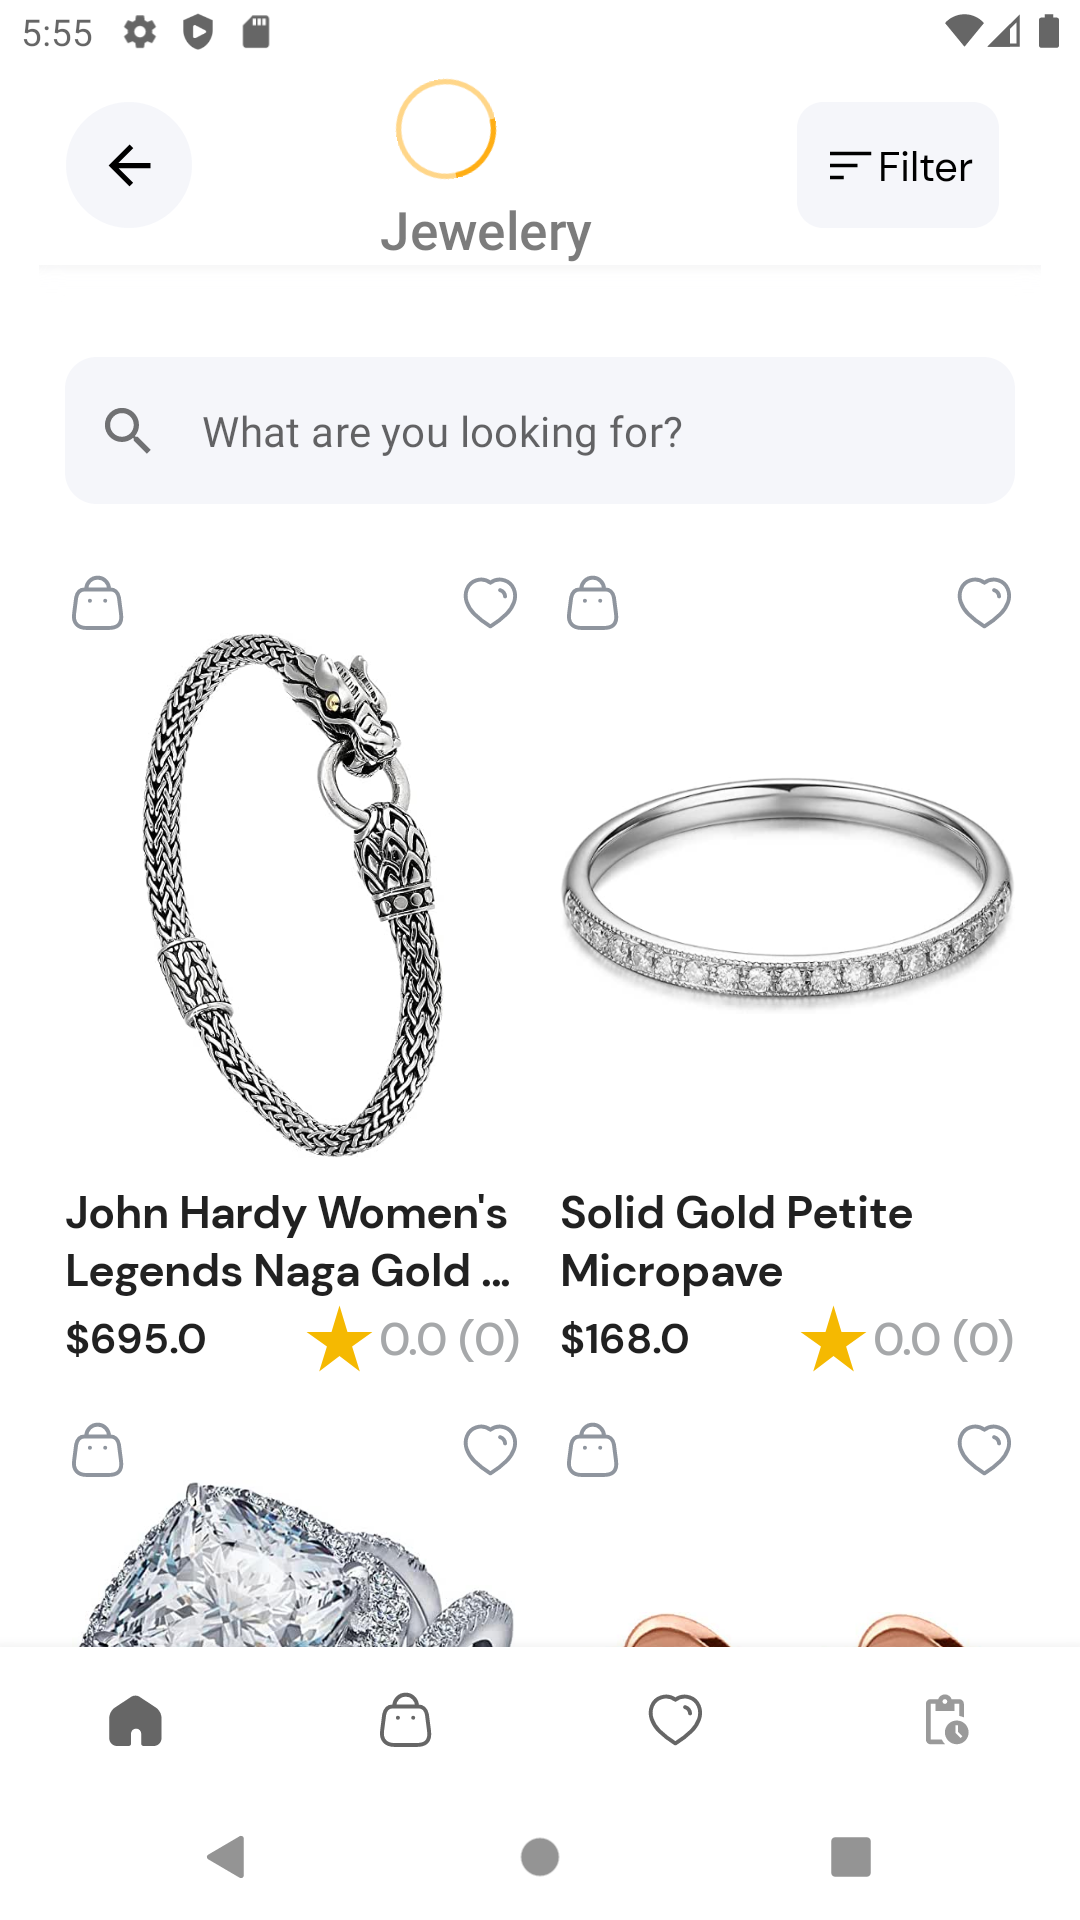 5:55
Filter
Jewelery
What are you looking for?
John Hardy Women's
Legends Naga Gold ...
$695.0
0.0 (0)
Solid Gold Petite
Micropave
$168.0
0.0 (0)